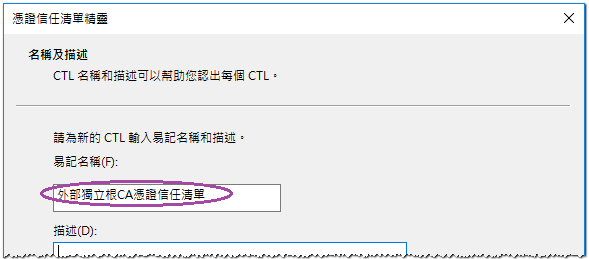 憑證信任清單精靈
名稱及描述
CTL 名稱和描述可以幫助您認出每個 CTL。
請為新的 CTL 輸入易記名稱和描述。
易記名稱(F):
外部獨立根CA憑證信任清單
描述(D):